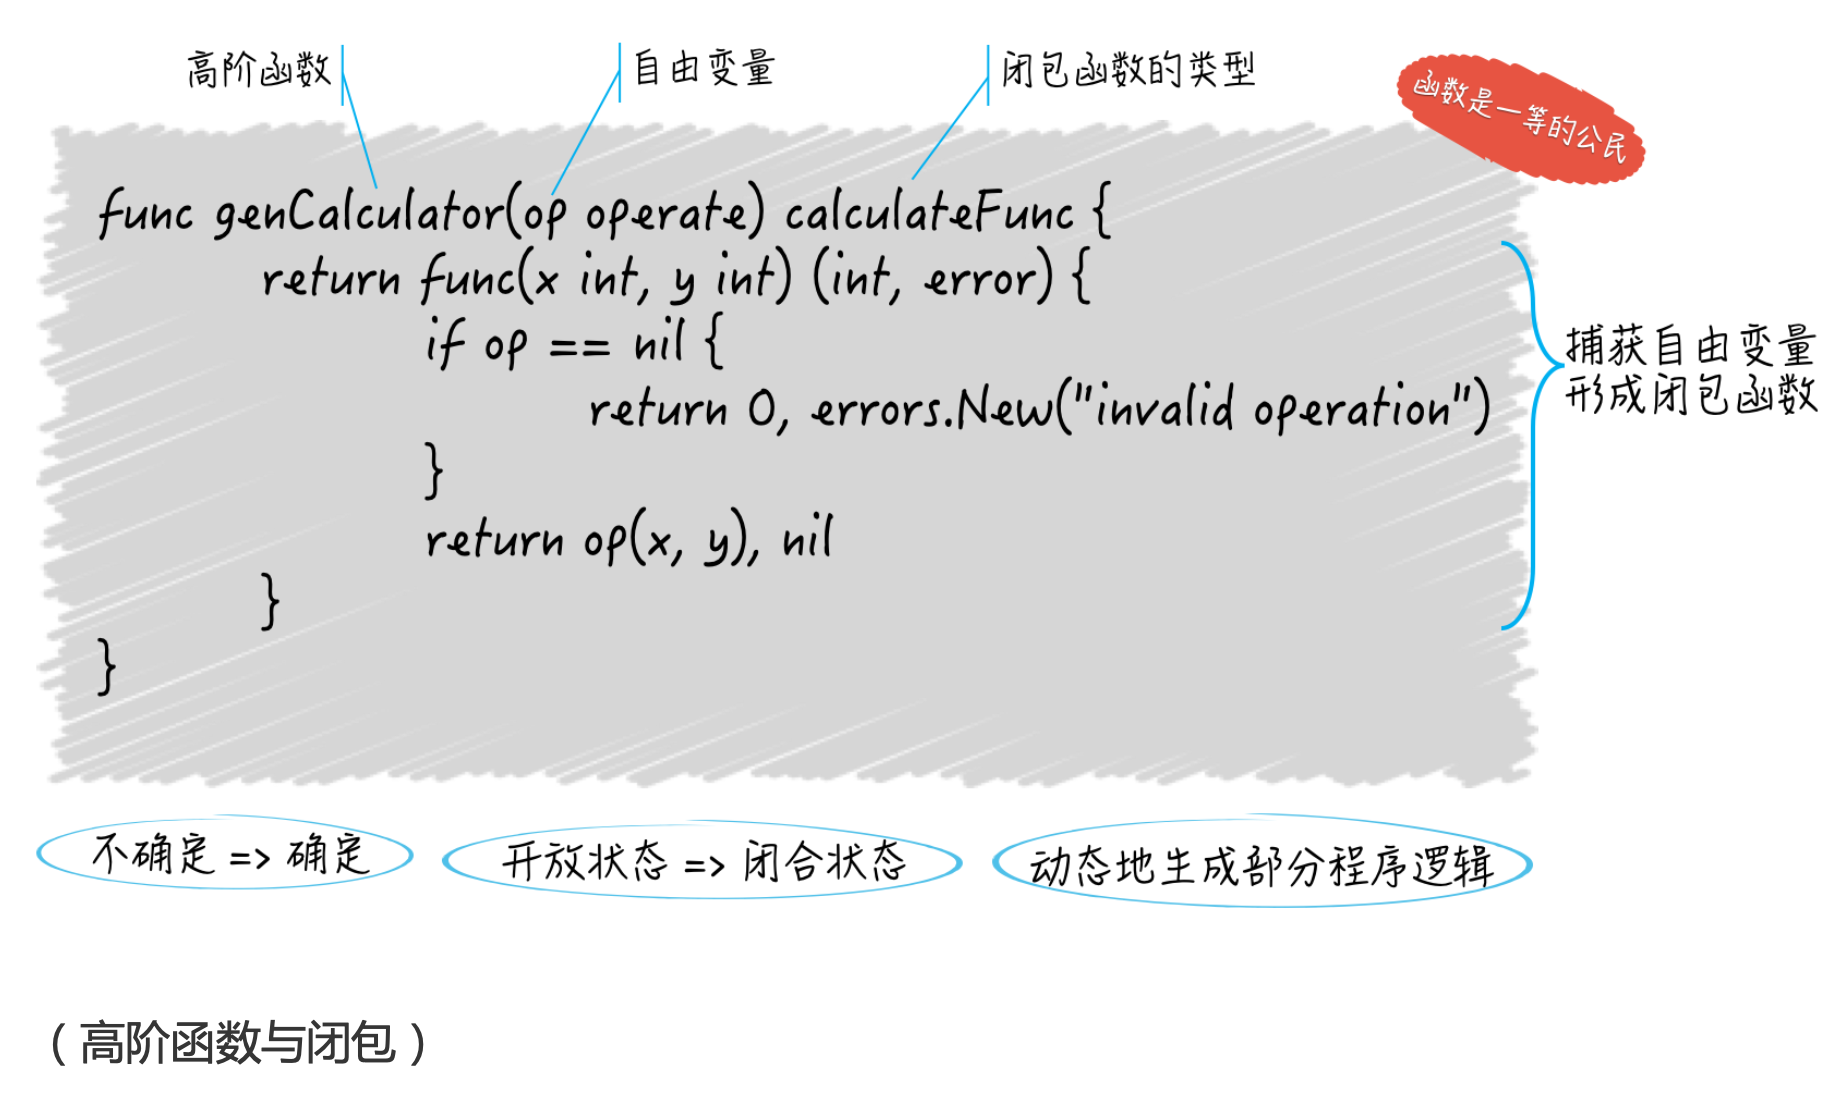 高阶函数
自由变量
闭包函数的类型
函数是一等的公民
func genCalculator(op operate) calculateFunc {
return func(x int, y int) (int, error) {
if op == nil {
return 0, errors.New("invalid operation")
}
return op(x, y), nil
}
}
捕获自由变量
形成闭包函数
不确定 => 确定
开放状态 => 闭合状态
动态地生成部分程序逻辑
（高阶函数与闭包）